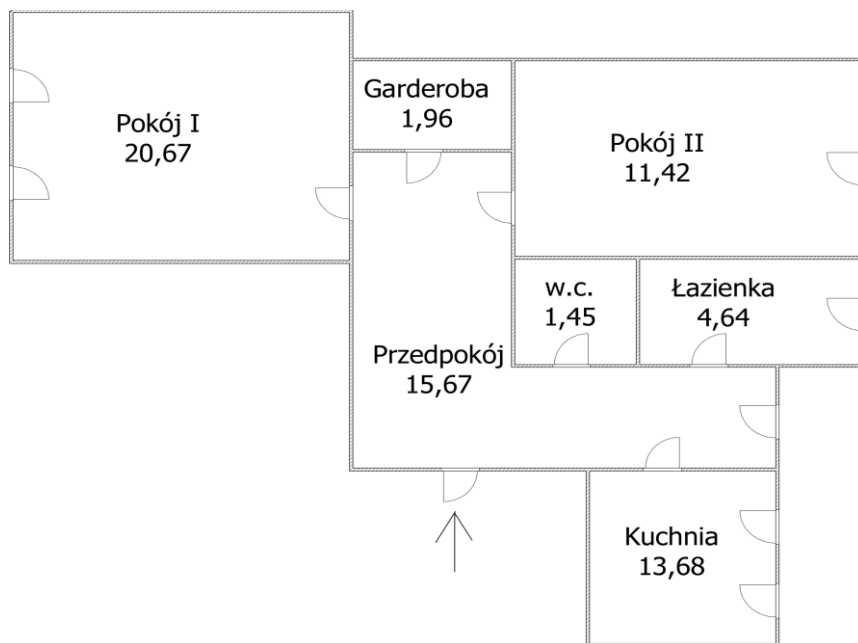 Pokój I
20,67
Garderoba
1,96
Pokój II
11,42
w.c.
1,45
Łazienka
4,64
Przedpokój
15,67
Kuchnia
13,68